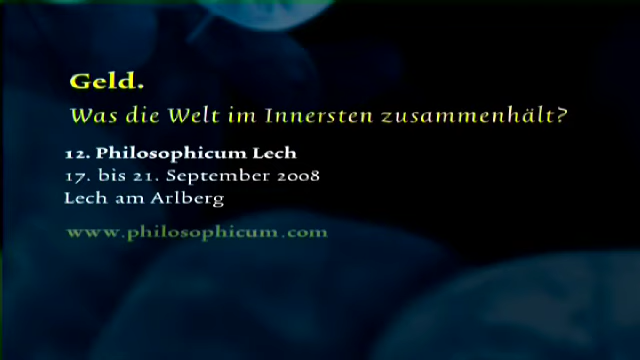 Geld.
Was die Welt im Innersten zusammenhält?
12. Philosophicum Lech
17. bis 21. September 2008
Lech am Arlberg
www.philosophicum.com